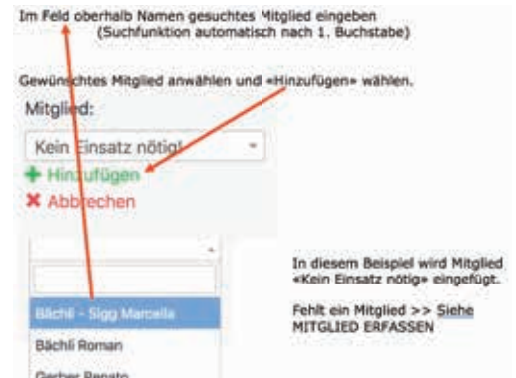 Im Feld oberhalb Namen gesuchtes Mitglied eingeben
(Suchfunktion automatisch nach 1. Buchstabe)
Gewünschtes Mitglied anwählen und «Hinzufügen» wählen.
Mitglied:
Kein Einsatz nötig!
Hinzufügen
Abbrechen
Bächli - Sigg Marcella
Bächli Roman
Gerber Renato
In diesem Beispiel wird Mitglied
«Kein Einsatz nötig» eingefügt.
Fehlt ein Mitglied >> Siehe
MITGLIED ERFASSEN